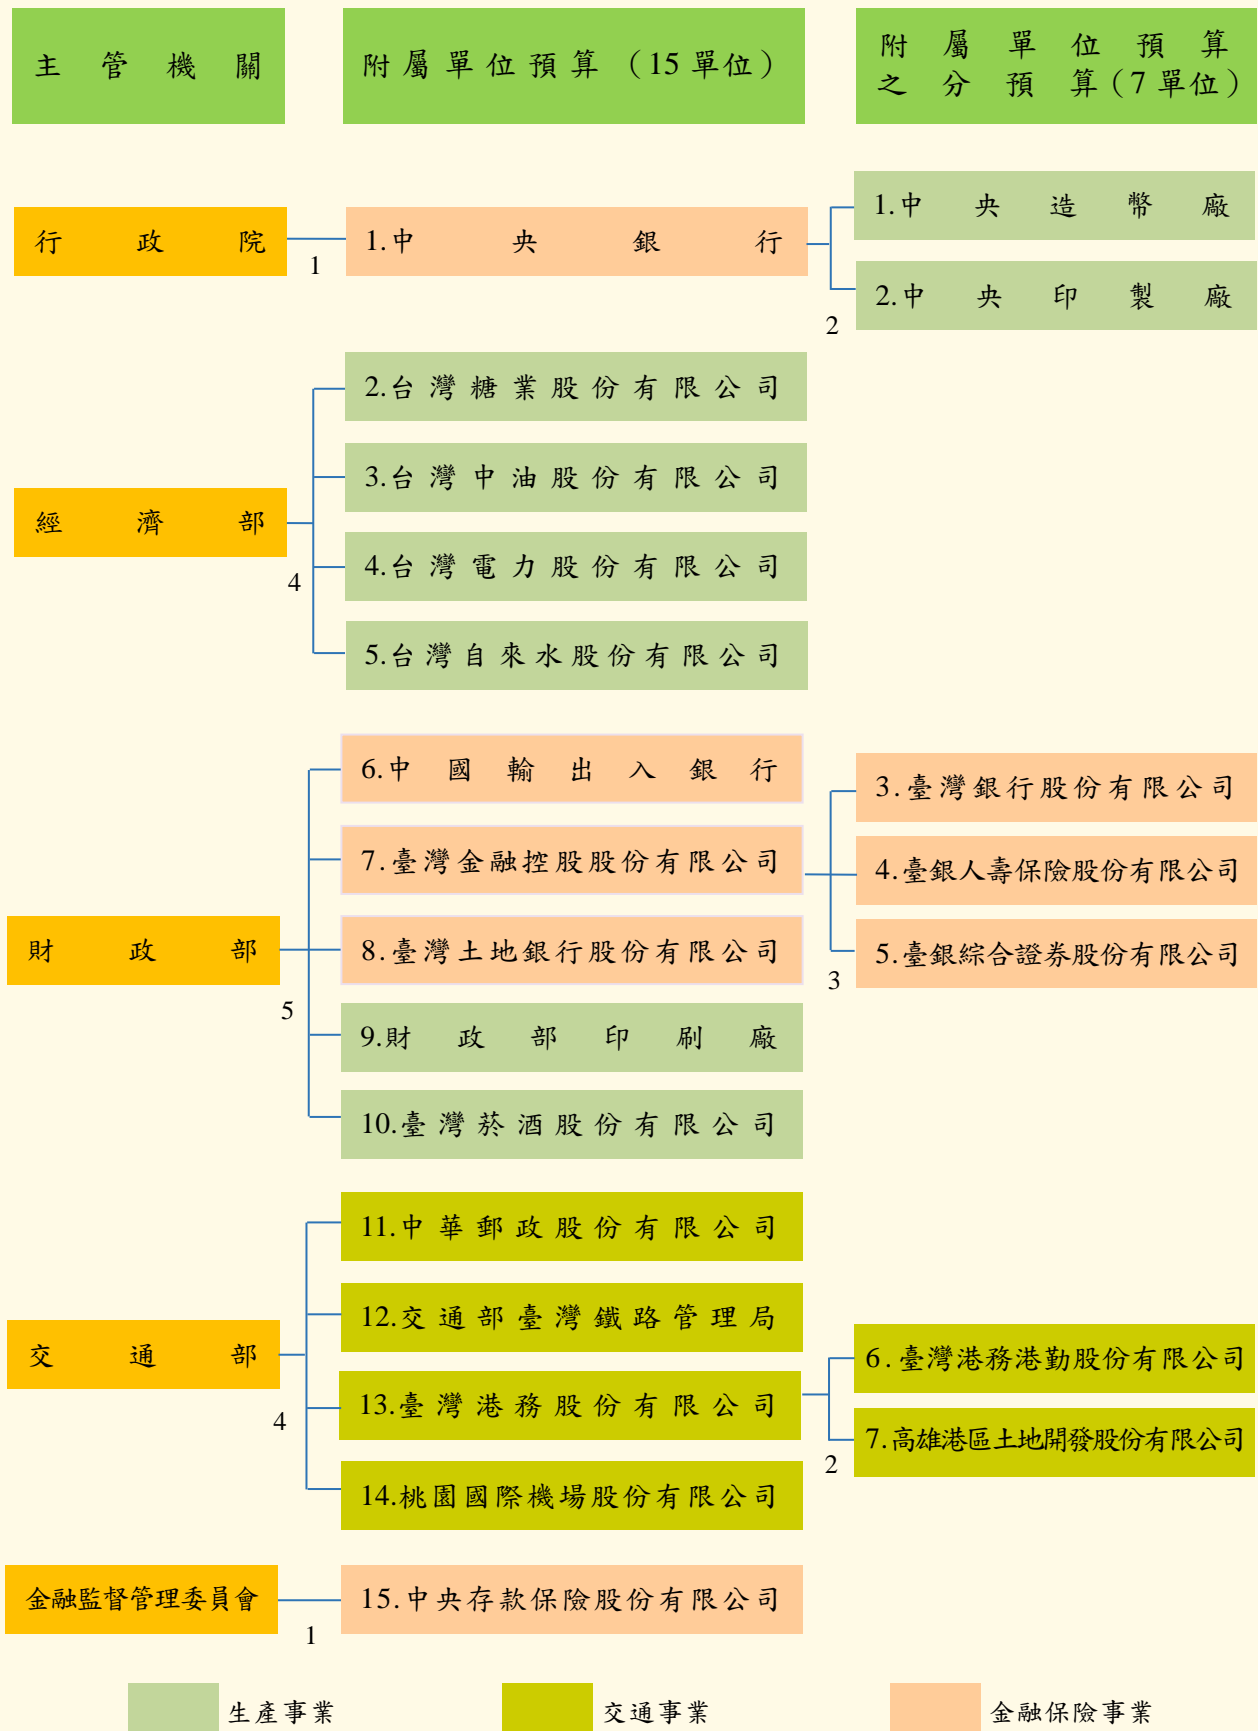 主管機關
附屬單位預算（15單位）
附屬單位預算
之分預算（7單位）
行政院
1
1.中央銀行
2
1.中央造幣廠
2.中央印製廠
經濟部
4
2.台灣糖業股份有限公司
3.台灣中油股份有限公司
4.台灣電力股份有限公司
5.台灣自來水股份有限公司
財政部
5
6.中國輸出入銀行
7.臺灣金融控股股份有限公司
8.臺灣土地銀行股份有限公司
9.財政部印刷廠
10.臺灣菸酒股份有限公司
3
3.臺灣銀行股份有限公司
4.臺銀人壽保險股份有限公司
5.臺銀綜合證券股份有限公司
交通部
4
11.中華郵政股份有限公司
12.交通部臺灣鐵路管理局
13.臺灣港務股份有限公司
14.桃園國際機場股份有限公司
2
6.臺灣港務港勤股份有限公司
7.高雄港區土地開發股份有限公司
金融監督管理委員會
1
15.中央存款保險股份有限公司
生產事業
交通事業
金融保險事業